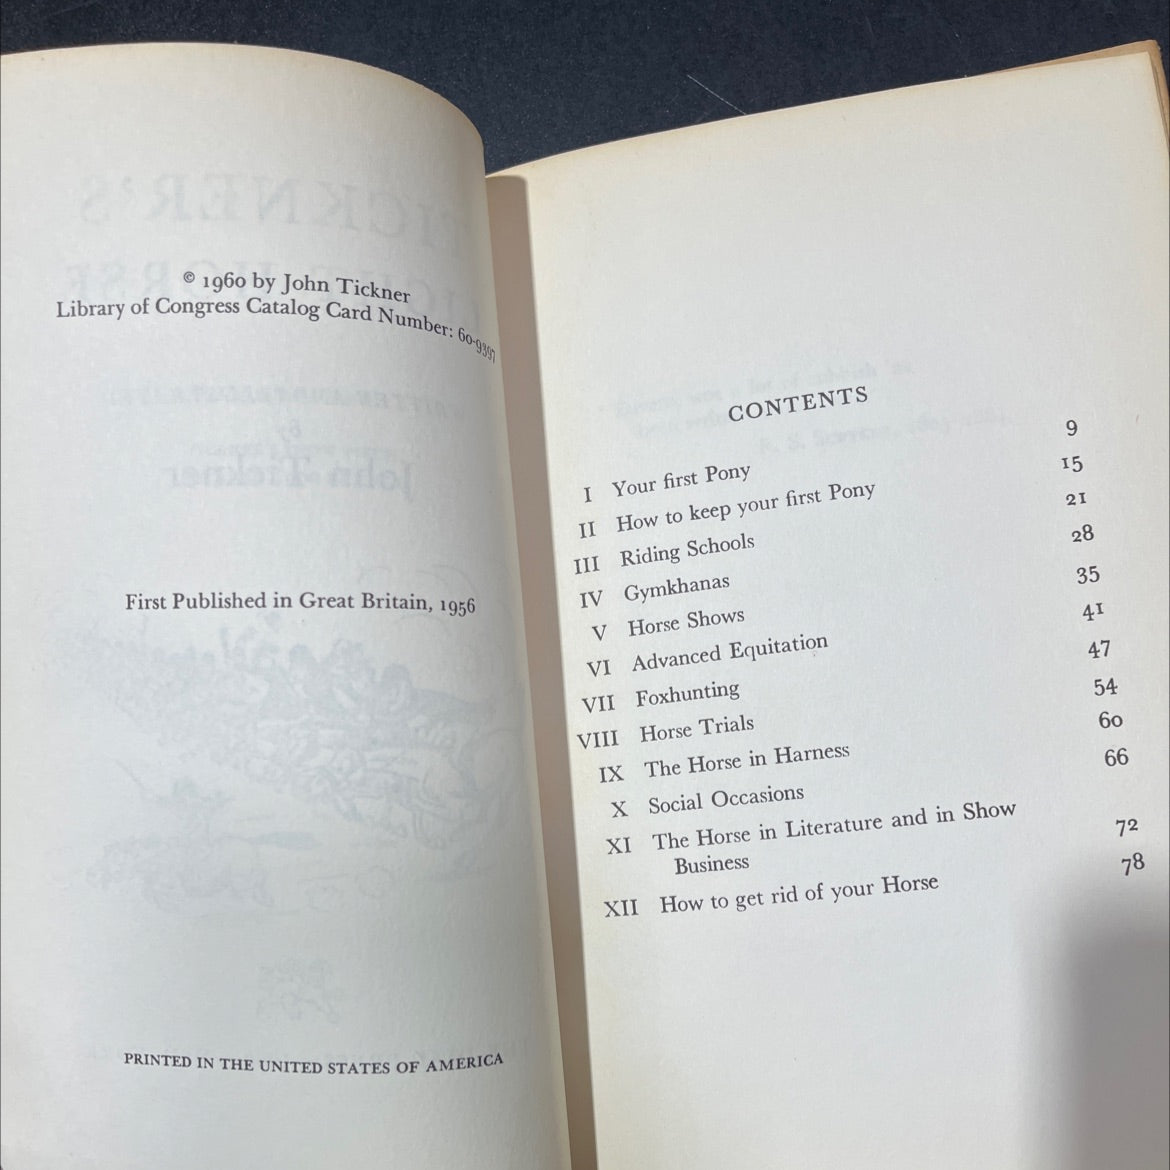 © 1960 by John Tickner
Library of Congress Catalog Card Number: 60-9397
First Published in Great Britain, 1956
PRINTED IN THE UNITED STATES OF AMERICA
CONTENTS
I Your first Pony 9
II How to keep your first Pony 15
III Riding Schools 21
IV Gymkhanas 28
V Horse Shows 35
VI Advanced Equitation 41
VII Foxhunting 47
VIII Horse Trials 54
IX The Horse in Harness 60
X Social Occasions 66
XI The Horse in Literature and in Show
Business 72
XII How to get rid of your Horse 78